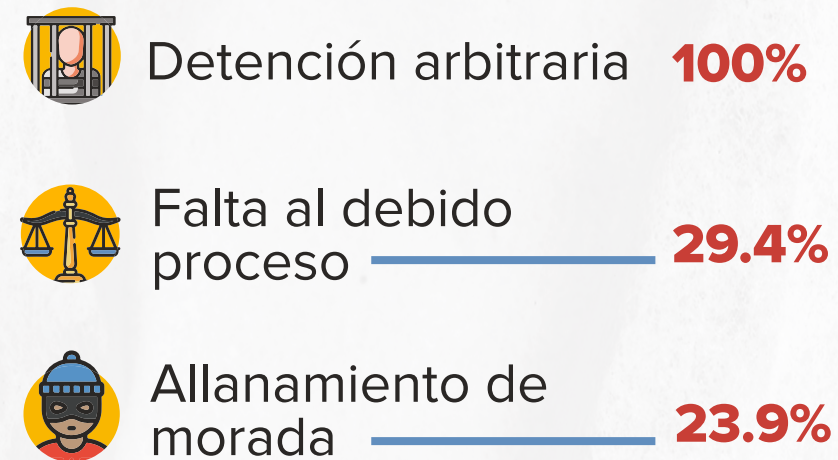 Detención arbitraria 100%
Falta al debido
proceso 29.4%
Allanamiento de
morada 23.9%